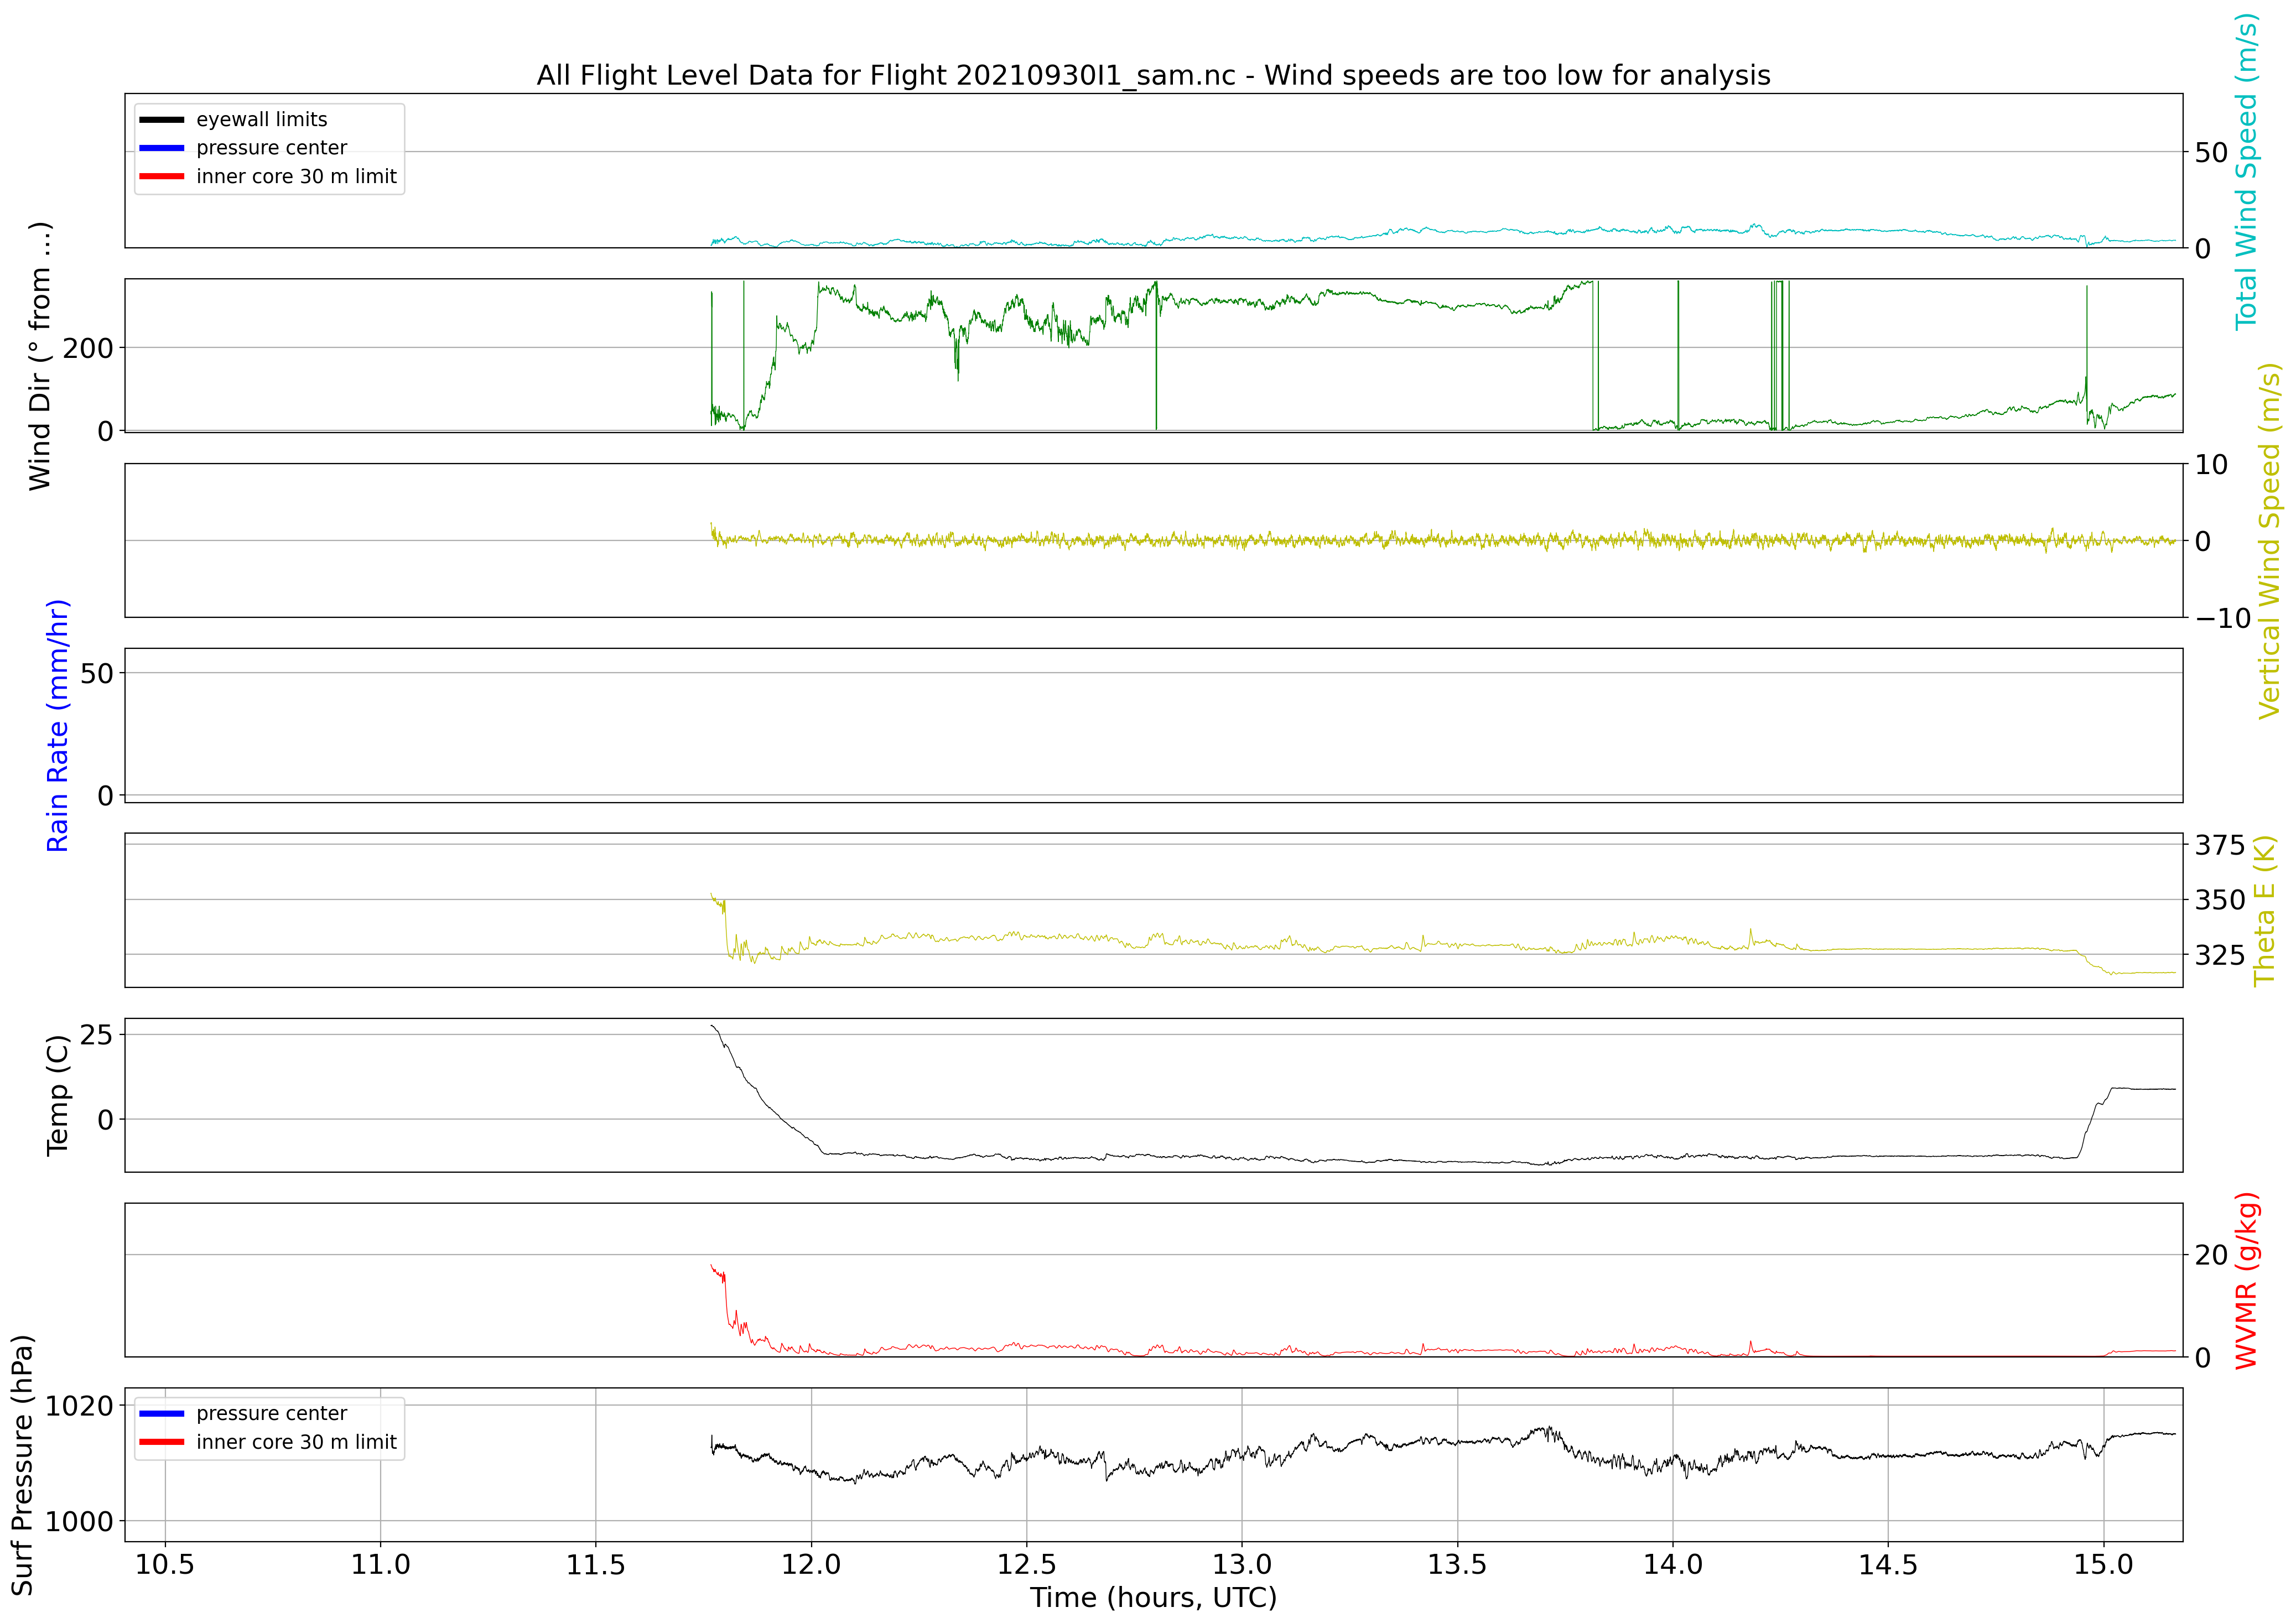 All Flight Level Data for Flight 20210930I1_sam.nc - Wind speeds are too low for analysis
eyewall limits
pressure center
inner core 30 m limit
50
0
Total Wind Speed (m/s)
Wind Dir (° from ...)
200
0
10
0
−10
Vertical Wind Speed (m/s)
Rain Rate (mm/hr)
50
0
375
350
325
Theta E (K)
Temp (C)
25
0
20
0
WVMR (g/kg)
Surf Pressure (hPa)
1020
1000
pressure center
inner core 30 m limit
10.5 11.0 11.5 12.0 12.5 13.0 13.5 14.0 14.5 15.0
Time (hours, UTC)